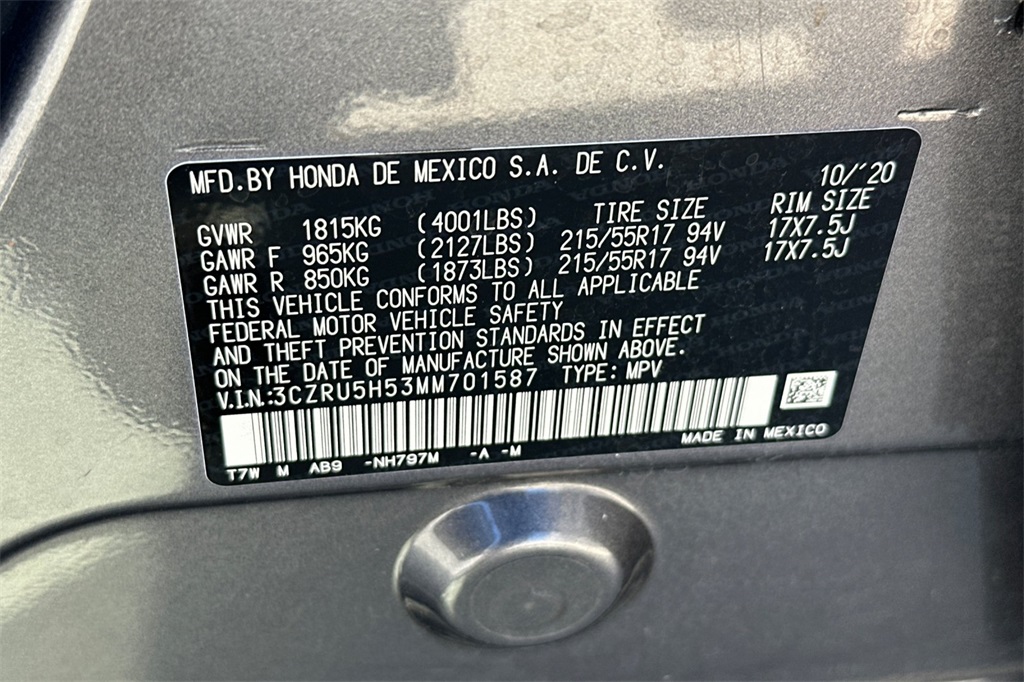 MFD.BY HONDA DE MEXICO S.A. DE C.V. 10/'20
GVWR 1815KG (4001LBS) TIRE SIZE RIM SIZE
GAWR F 965KG (2127LBS) 215/55R17 94V 17X7.5J
GAWR R 850KG (1873LBS) 215/55R17 94V 17X7.5J
THIS VEHICLE CONFORMS TO ALL APPLICABLE
FEDERAL MOTOR VEHICLE SAFETY
AND THEFT PREVENTION STANDARDS IN EFFECT
ON THE DATE OF MANUFACTURE SHOWN ABOVE.
V.I.N.:3CZRU5H53MM701587 TYPE: MPV
MADE IN MEXICO
T7W M AB9 -NH797M -A -M